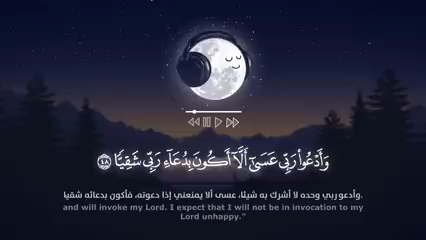 وَأَدْعُوا۟ رَبِّى عَسَىٰٓ أَلَّآ أَكُونَ بِدُعَآءِ رَبِّى شَقِيًّا ٤٨
وأدعو ربي وحده لا أشرك به شيئا، عسى ألا يمنعني إذا دعوته، فأكون بدعائه شقيا.
and will invoke my Lord. I expect that I will not be in invocation to my
Lord unhappy."